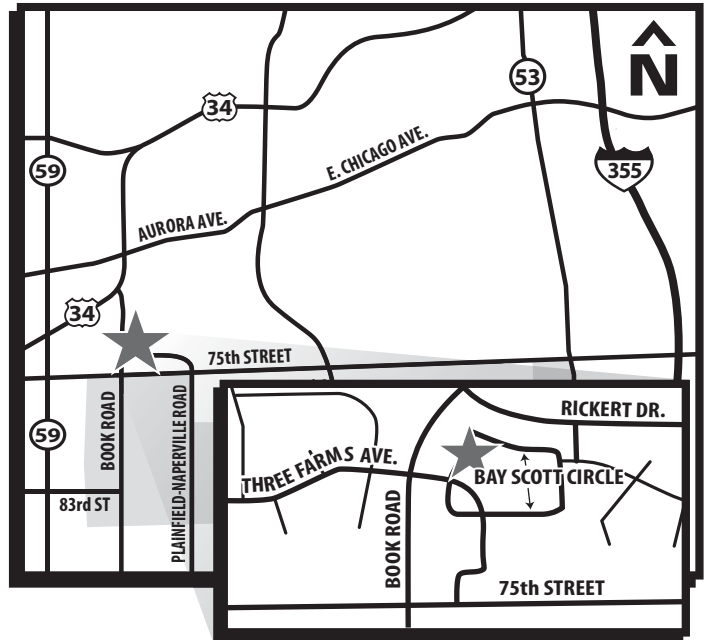 N
34
53
59
355
E. CHICAGO AVE.
AURORA AVE.
34
75th STREET
59
BOOK ROAD
PLAINFIELD-NAPERVILLE ROAD
83rd ST
RICKERT DR.
THREE FARMS AVE.
BAY SCOTT CIRCLE
BOOK ROAD
75th STREET